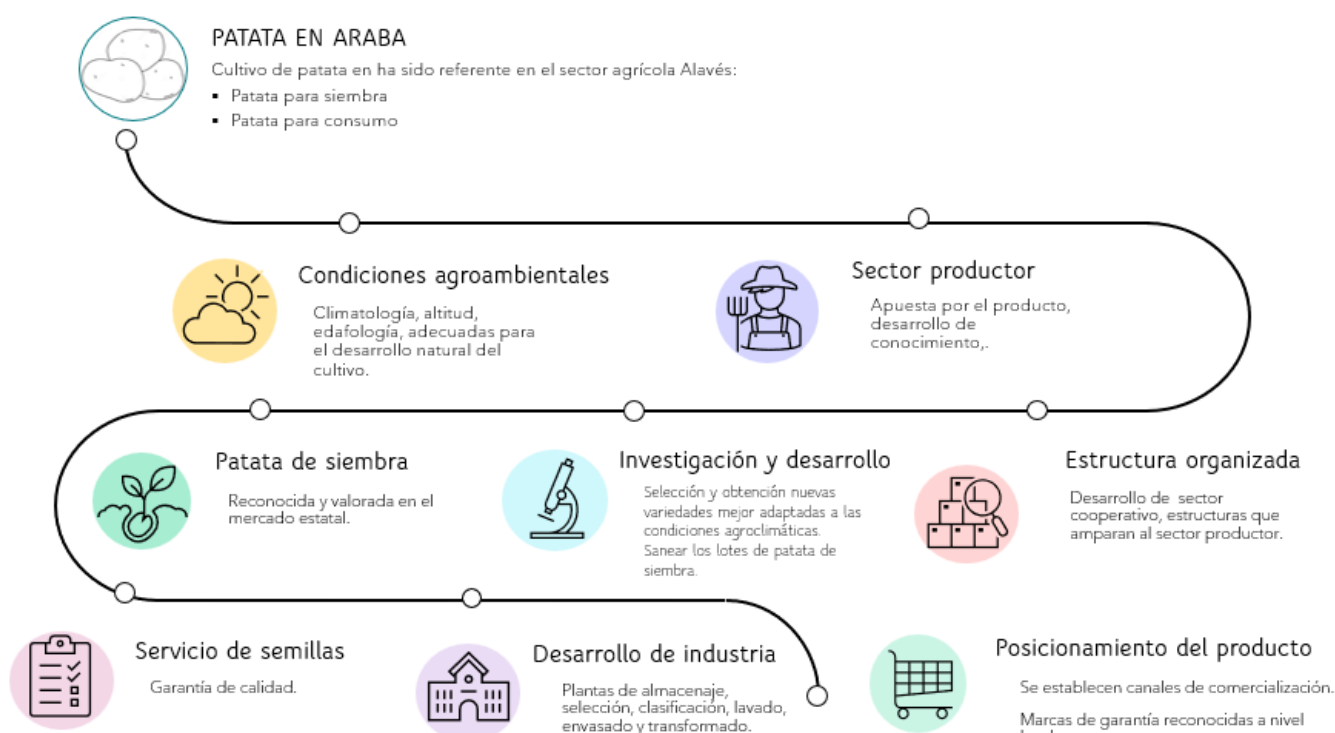 PATATA EN ARABA
Cultivo de patata en ha sido referente en el sector agrícola Alavés:
▪ Patata para siembra
▪ Patata para consumo
Condiciones agroambientales
Climatología, altitud,
edafología, adecuadas para
el desarrollo natural del
cultivo.
Sector productor
Apuesta por el producto,
desarrollo de
conocimiento,.
Patata de siembra
Reconocida y valorada en el
mercado estatal.
Investigación y desarrollo
Selección y obtención nuevas
variedades mejor adaptadas a las
condiciones agroclimáticas.
Sanear los lotes de patata de
siembra.
Estructura organizada
Desarrollo de sector
cooperativo, estructuras que
amparan al sector productor.
Servicio de semillas
Garantía de calidad.
Desarrollo de industria
Plantas de almacenaje,
selección, clasificación, lavado,
envasado y transformado.
Posicionamiento del producto
Se establecen canales de comercialización.
Marcas de garantía reconocidas a nivel